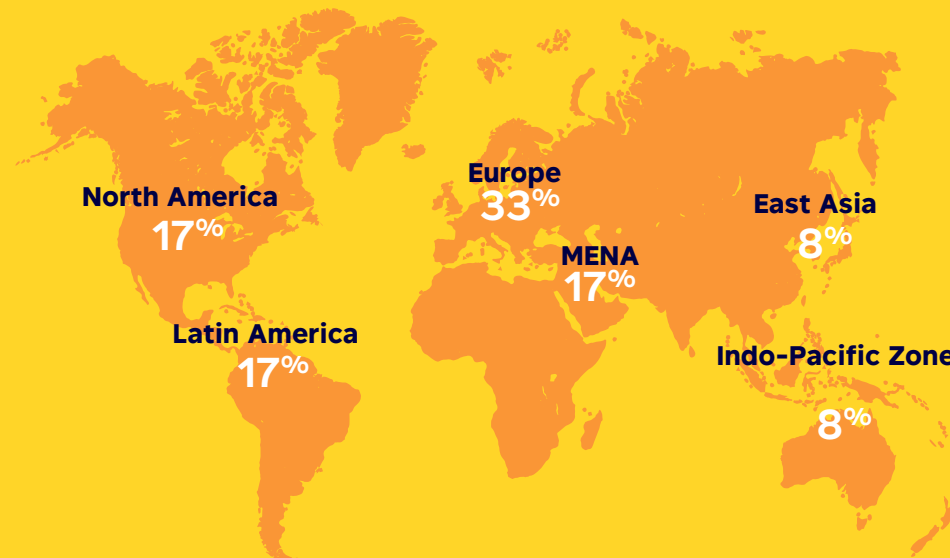 North America
17%
Europe
33%
East Asia
8%
MENA
17%
Latin America
17%
Indo-Pacific Zone
8%